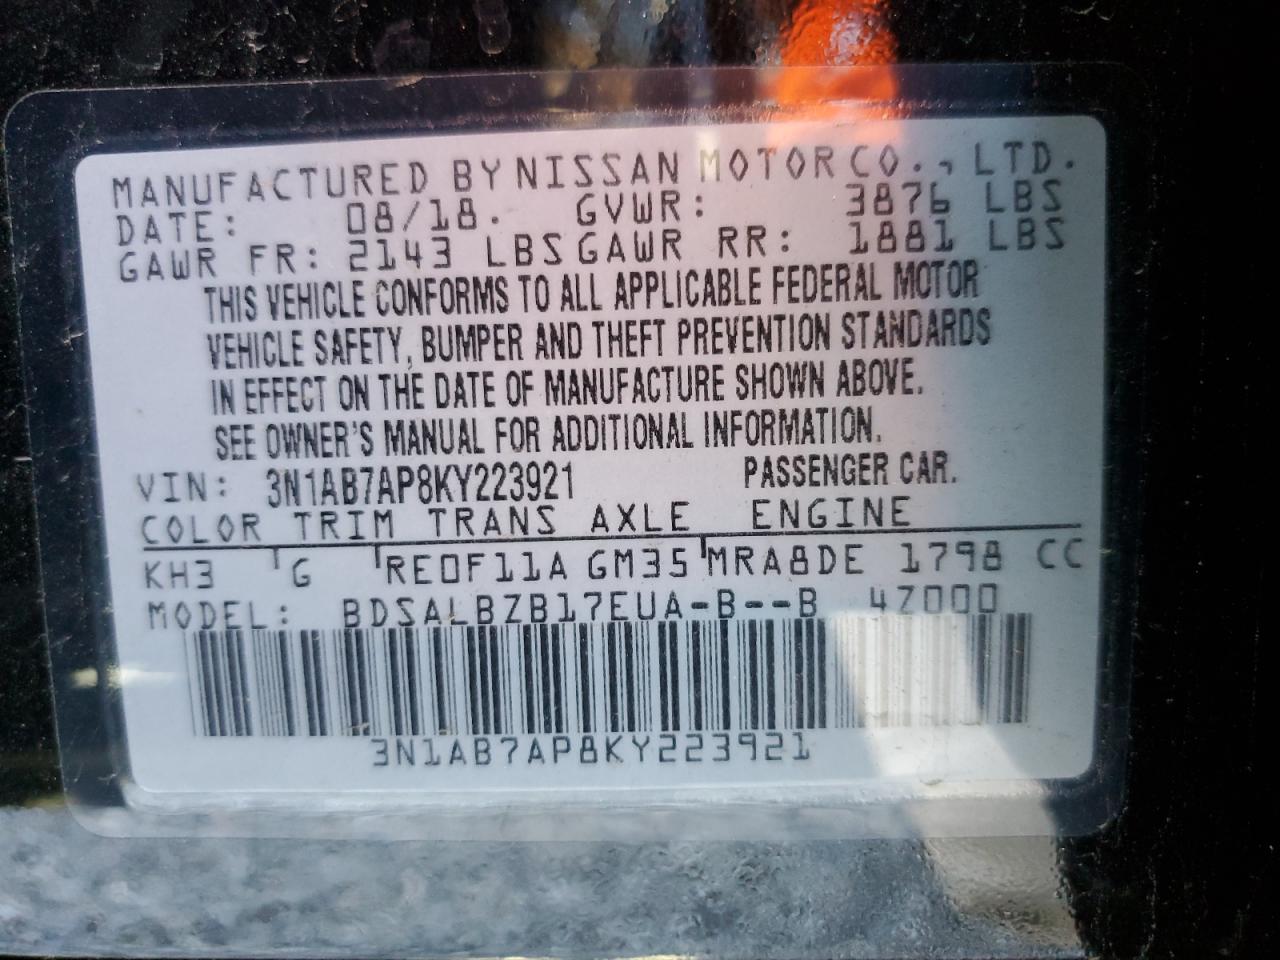 MANUFACTURED BY NISSAN MOTOR CO., LTD.
DATE: 08/18. GVWR: 3876 LBS
GAWR FR: 2143 LBS GAWR RR: 1881 LBS
THIS VEHICLE CONFORMS TO ALL APPLICABLE FEDERAL MOTOR
VEHICLE SAFETY, BUMPER AND THEFT PREVENTION STANDARDS
IN EFFECT ON THE DATE OF MANUFACTURE SHOWN ABOVE.
SEE OWNER'S MANUAL FOR ADDITIONAL INFORMATION.
VIN: 3N1AB7AP8KY223921 PASSENGER CAR.
COLOR TRIM TRANS AXLE ENGINE
KH3 G RE0F11A GM35 MRA8DE 1798 CC
MODEL: BDSALBZB17EUA-B--B 4Z000
3N1AB7AP8KY223921